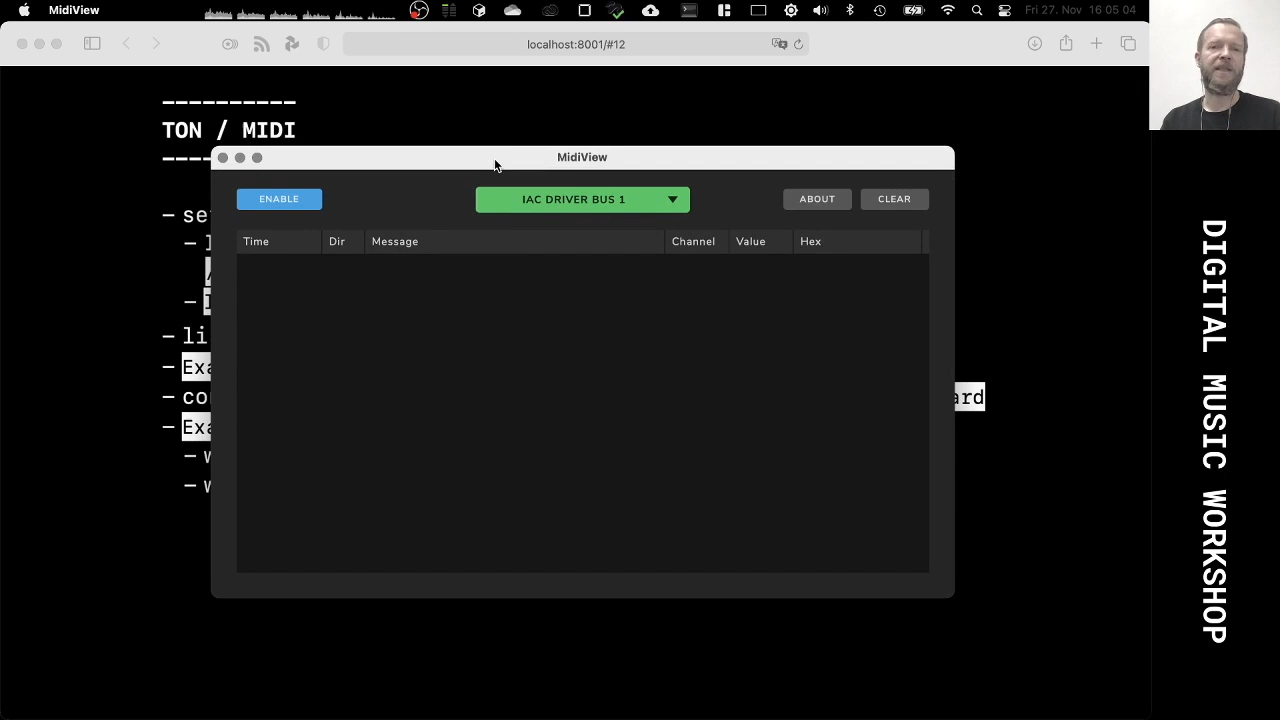 MidiView
Fri 27. Nov 16 05 04
localhost:8001/#12
----------
TON / MIDI
MidiView
ENABLE
IAC DRIVER BUS 1
ABOUT
CLEAR
Time Dir Message Channel Value Hex
– se
– li
– Exa
– co
ard
– Exa
– w
– w
DIGITAL MUSIC WORKSHOP